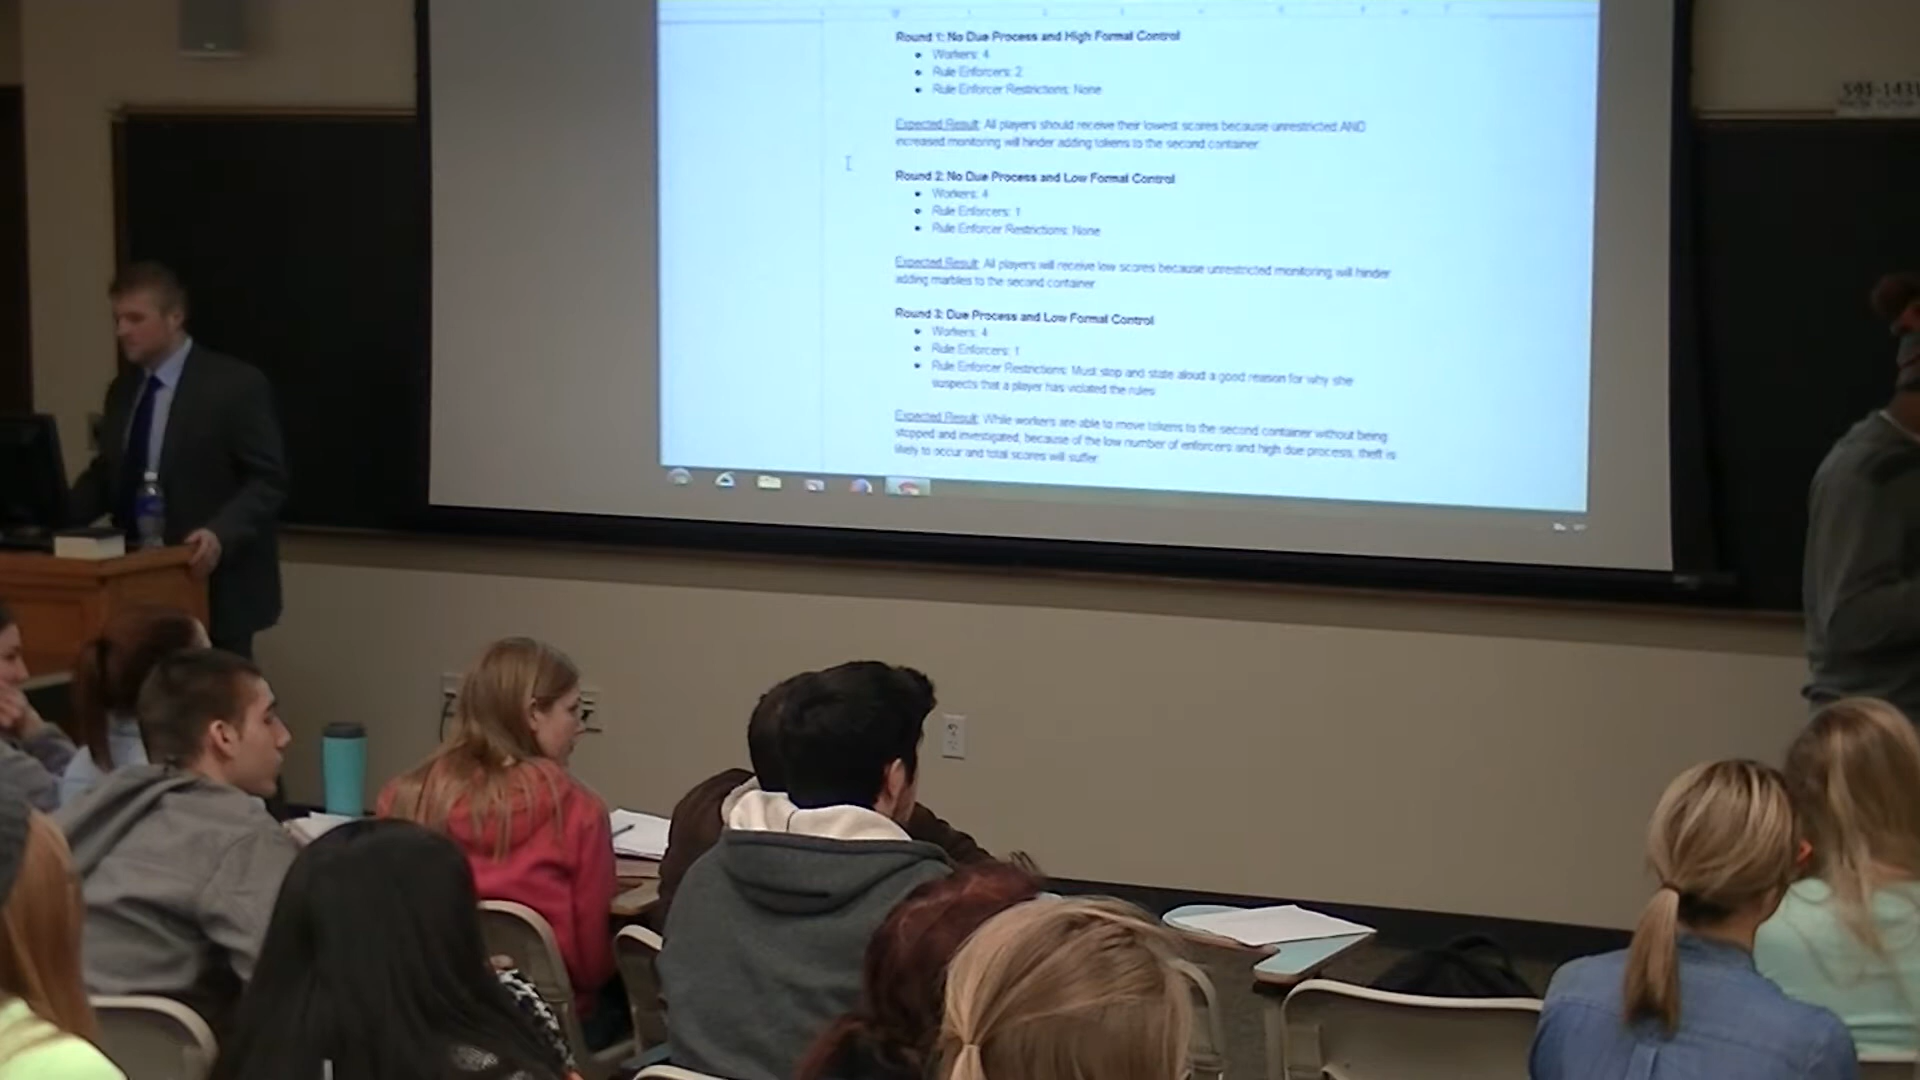 Round 1: No Due Process and High Formal Control
• Workers: 4
• Rule Enforcers: 2
• Rule Enforcer Restrictions: None
Expected Result: All players should receive their lowest scores because unrestricted AND
increased monitoring will hinder adding tokens to the second container.
Round 2: No Due Process and Low Formal Control
• Workers: 4
• Rule Enforcers: 1
• Rule Enforcer Restrictions: None
Expected Result: All players will receive low scores because unrestricted monitoring will hinder
adding marbles to the second container.
Round 3: Due Process and Low Formal Control
• Workers: 4
• Rule Enforcers: 1
• Rule Enforcer Restrictions: Must stop and state aloud a good reason for why she
suspects that a player has violated the rules
Expected Result: While workers are able to move tokens to the second container without being
stopped and investigated, because of the low number of enforcers and high due process, theft is
likely to occur and total scores will suffer.
593-1431